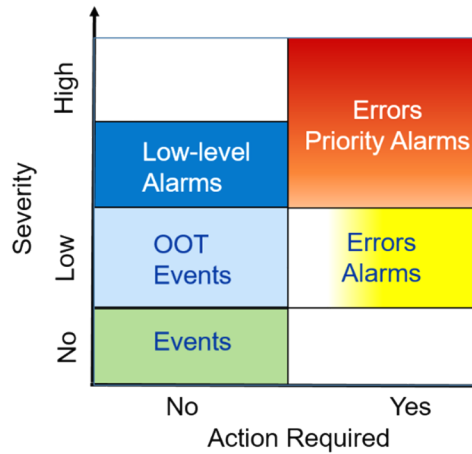 High
Errors
Priority Alarms
Low-level
Alarms
Severity
Low
OOT
Events
Errors
Alarms
No
Events
No
Yes
Action Required